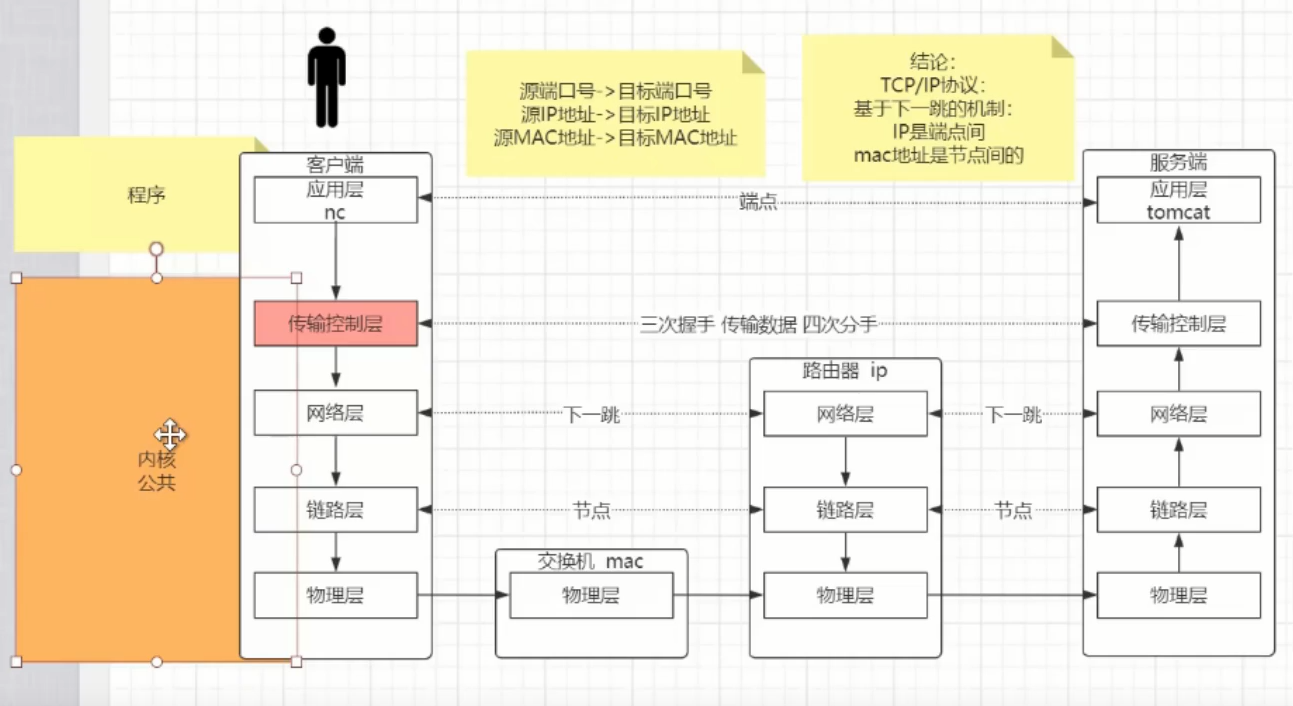 源端口号->目标端口号
源IP地址->目标IP地址
源MAC地址->目标MAC地址
结论：
TCP/IP协议：
基于下一跳的机制：
IP是端点间
mac地址是节点间的
程序
内核
公共
客户端
应用层
nc
传输控制层
网络层
链路层
物理层
端点
三次握手 传输数据 四次分手
下一跳
节点
交换机 mac
物理层
路由器 ip
网络层
链路层
物理层
下一跳
节点
服务端
应用层
tomcat
传输控制层
网络层
链路层
物理层